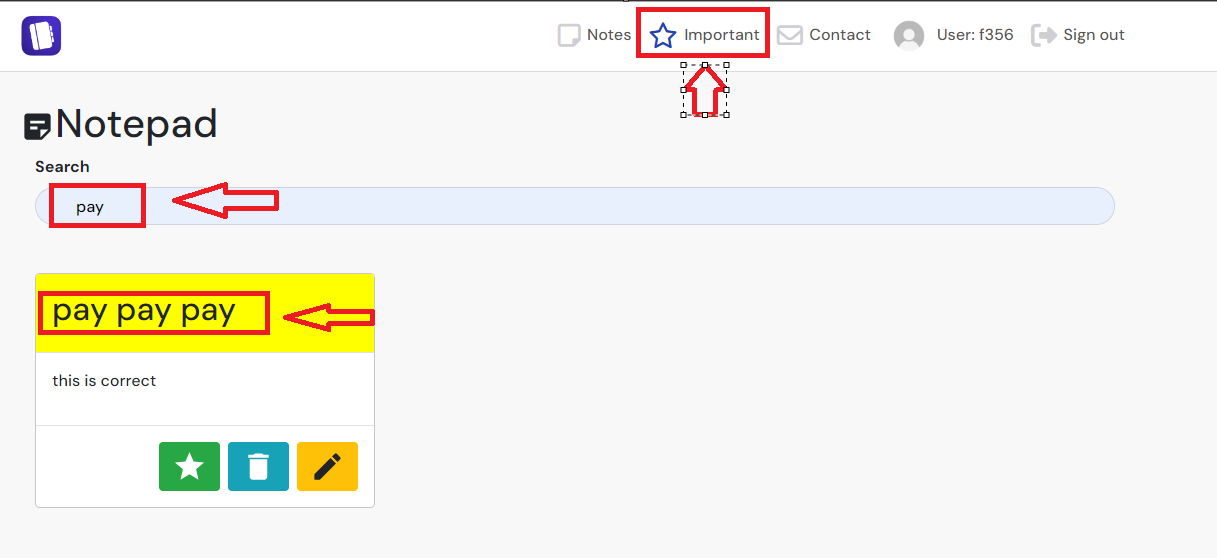 Notes Important Contact User: f356 Sign out
Notepad
Search
pay
pay pay pay
this is correct